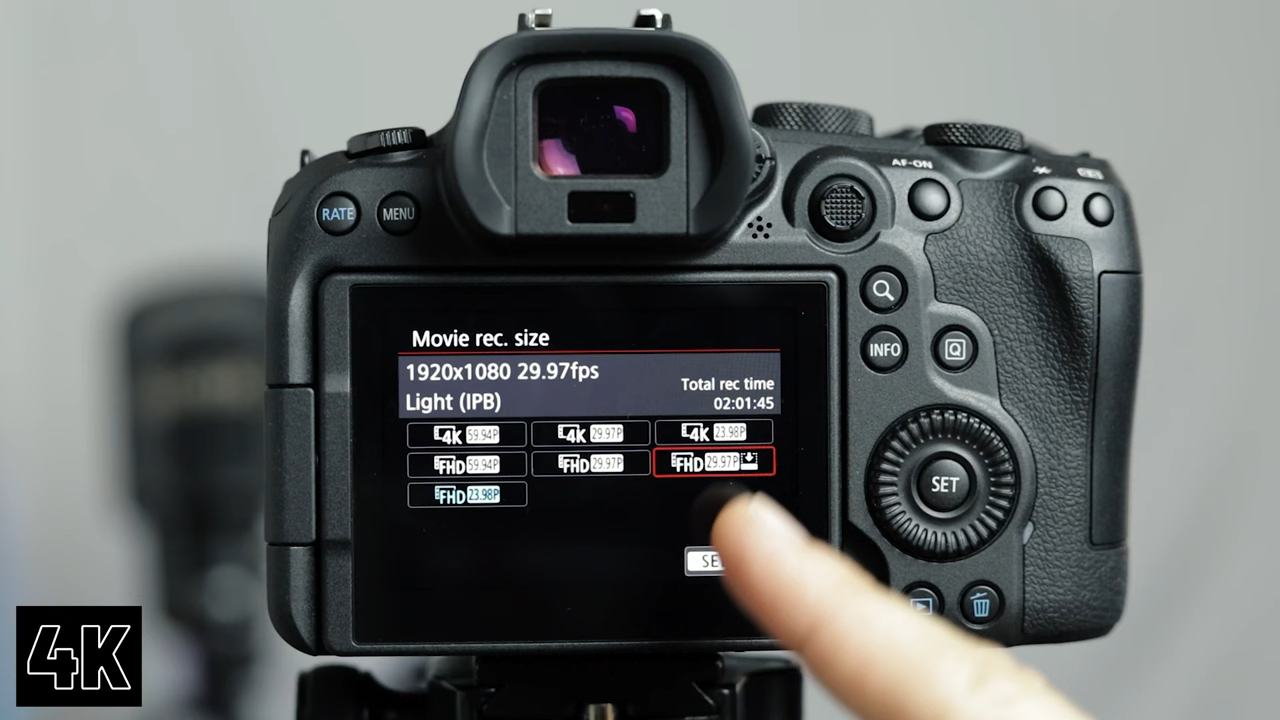 AF-ON
RATE
MENU
INFO
Q
SET
Movie rec. size
1920x1080 29.97fps
Light (IPB)
Total rec time
02:01:45
4K 59.94P
4K 29.97P
4K 23.98P
FHD 59.94P
FHD 29.97P
FHD 29.97P
FHD 23.98P
4K